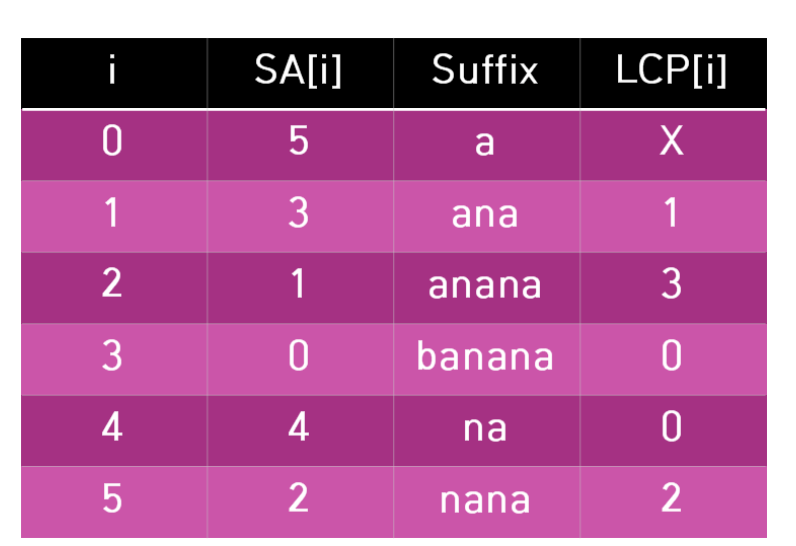 i SA[i] Suffix LCP[i]
0 5 a X
1 3 ana 1
2 1 anana 3
3 0 banana 0
4 4 na 0
5 2 nana 2